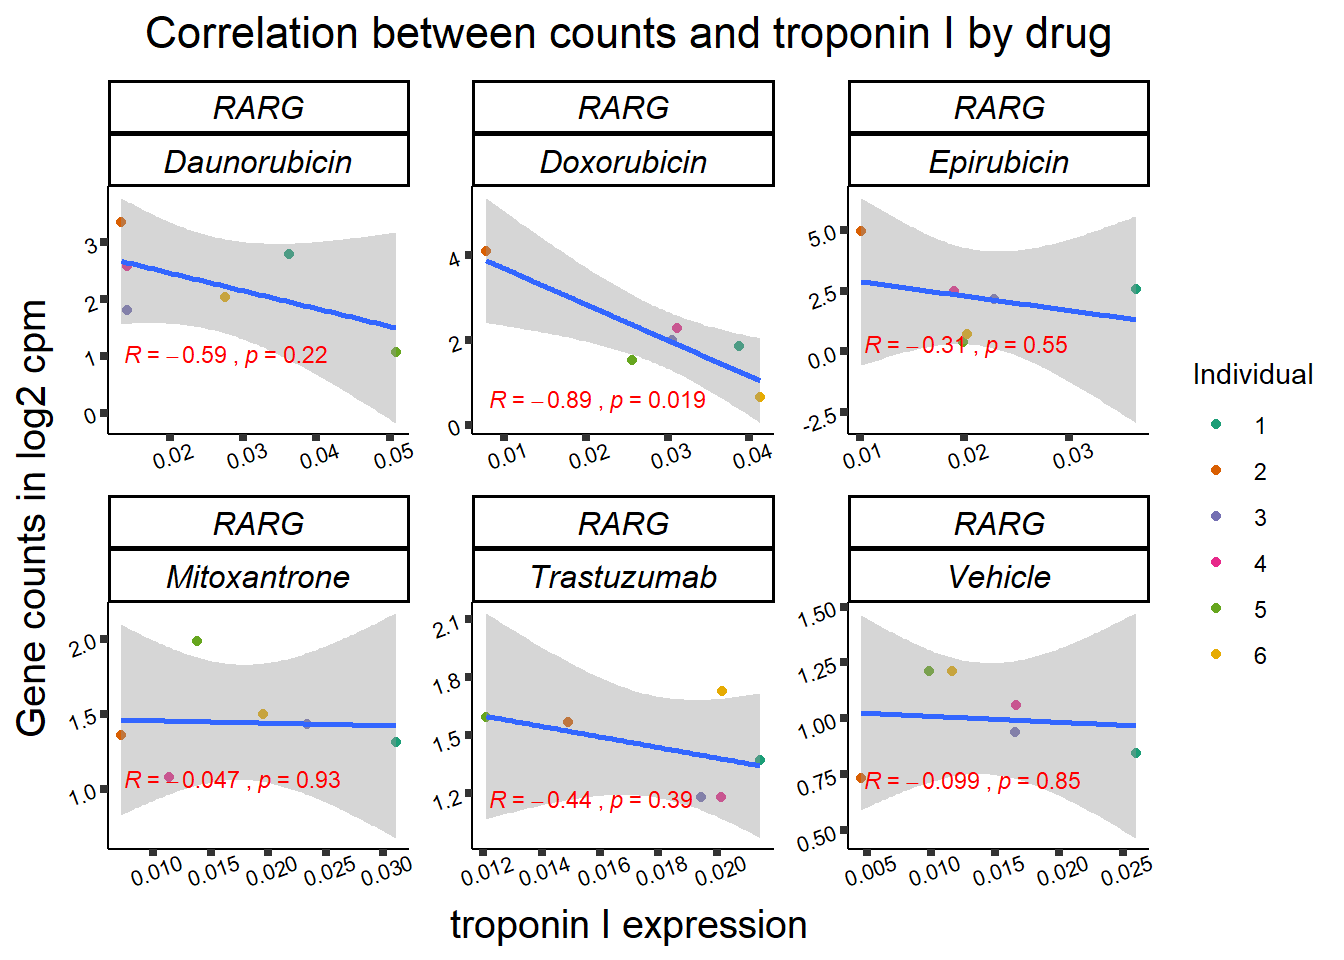 Correlation between counts and troponin I by drug
RARG
Daunorubicin
RARG
Doxorubicin
RARG
Epirubicin
3
2
1
0
R = −0.59 , p = 0.22
0.02
0.03
0.04
0.05
4
2
0
R = −0.89 , p = 0.019
0.01
0.02
0.03
0.04
5.0
2.5
0.0
-2.5
R = −0.31 , p = 0.55
0.01
0.02
0.03
RARG
Mitoxantrone
RARG
Trastuzumab
RARG
Vehicle
2.0
1.5
1.0
R = −0.047 , p = 0.93
0.010
0.015
0.020
0.025
0.030
2.1
1.8
1.5
1.2
R = −0.44 , p = 0.39
0.012
0.014
0.016
0.018
0.020
1.50
1.25
1.00
0.75
0.50
R = −0.099 , p = 0.85
0.005
0.010
0.015
0.020
0.025
Gene counts in log2 cpm
troponin I expression
Individual
1
2
3
4
5
6